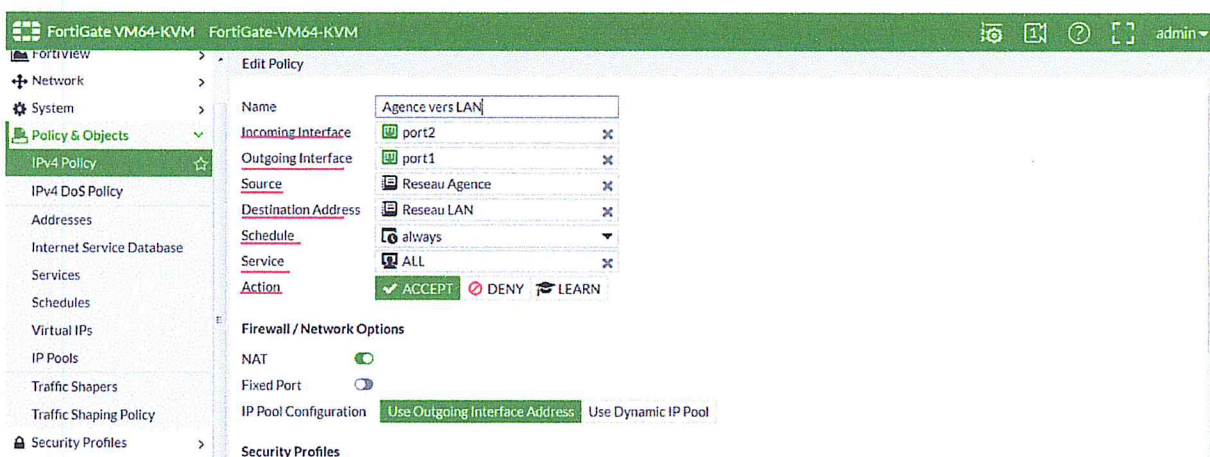 FortiGate VM64-KVM FortiGate-VM64-KVM
1
admin
FortiView
Network
System
Policy & Objects
IPv4 Policy
IPv4 DoS Policy
Addresses
Internet Service Database
Services
Schedules
Virtual IPs
IP Pools
Traffic Shapers
Traffic Shaping Policy
Security Profiles
Edit Policy
Name Agence vers LAN
Incoming Interface port2
Outgoing Interface port1
Source Reseau Agence
Destination Address Reseau LAN
Schedule always
Service ALL
Action ACCEPT DENY LEARN
Firewall / Network Options
NAT
Fixed Port
IP Pool Configuration Use Outgoing Interface Address Use Dynamic IP Pool
Security Profiles